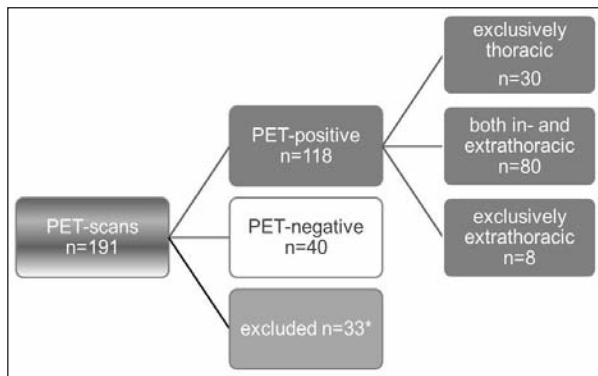 PET-scans
n=191
PET-positive
n=118
PET-negative
n=40
excluded n=33*
exclusively
thoracic
n=30
both in- and
extrathoracic
n=80
exclusively
extrathoracic
n=8